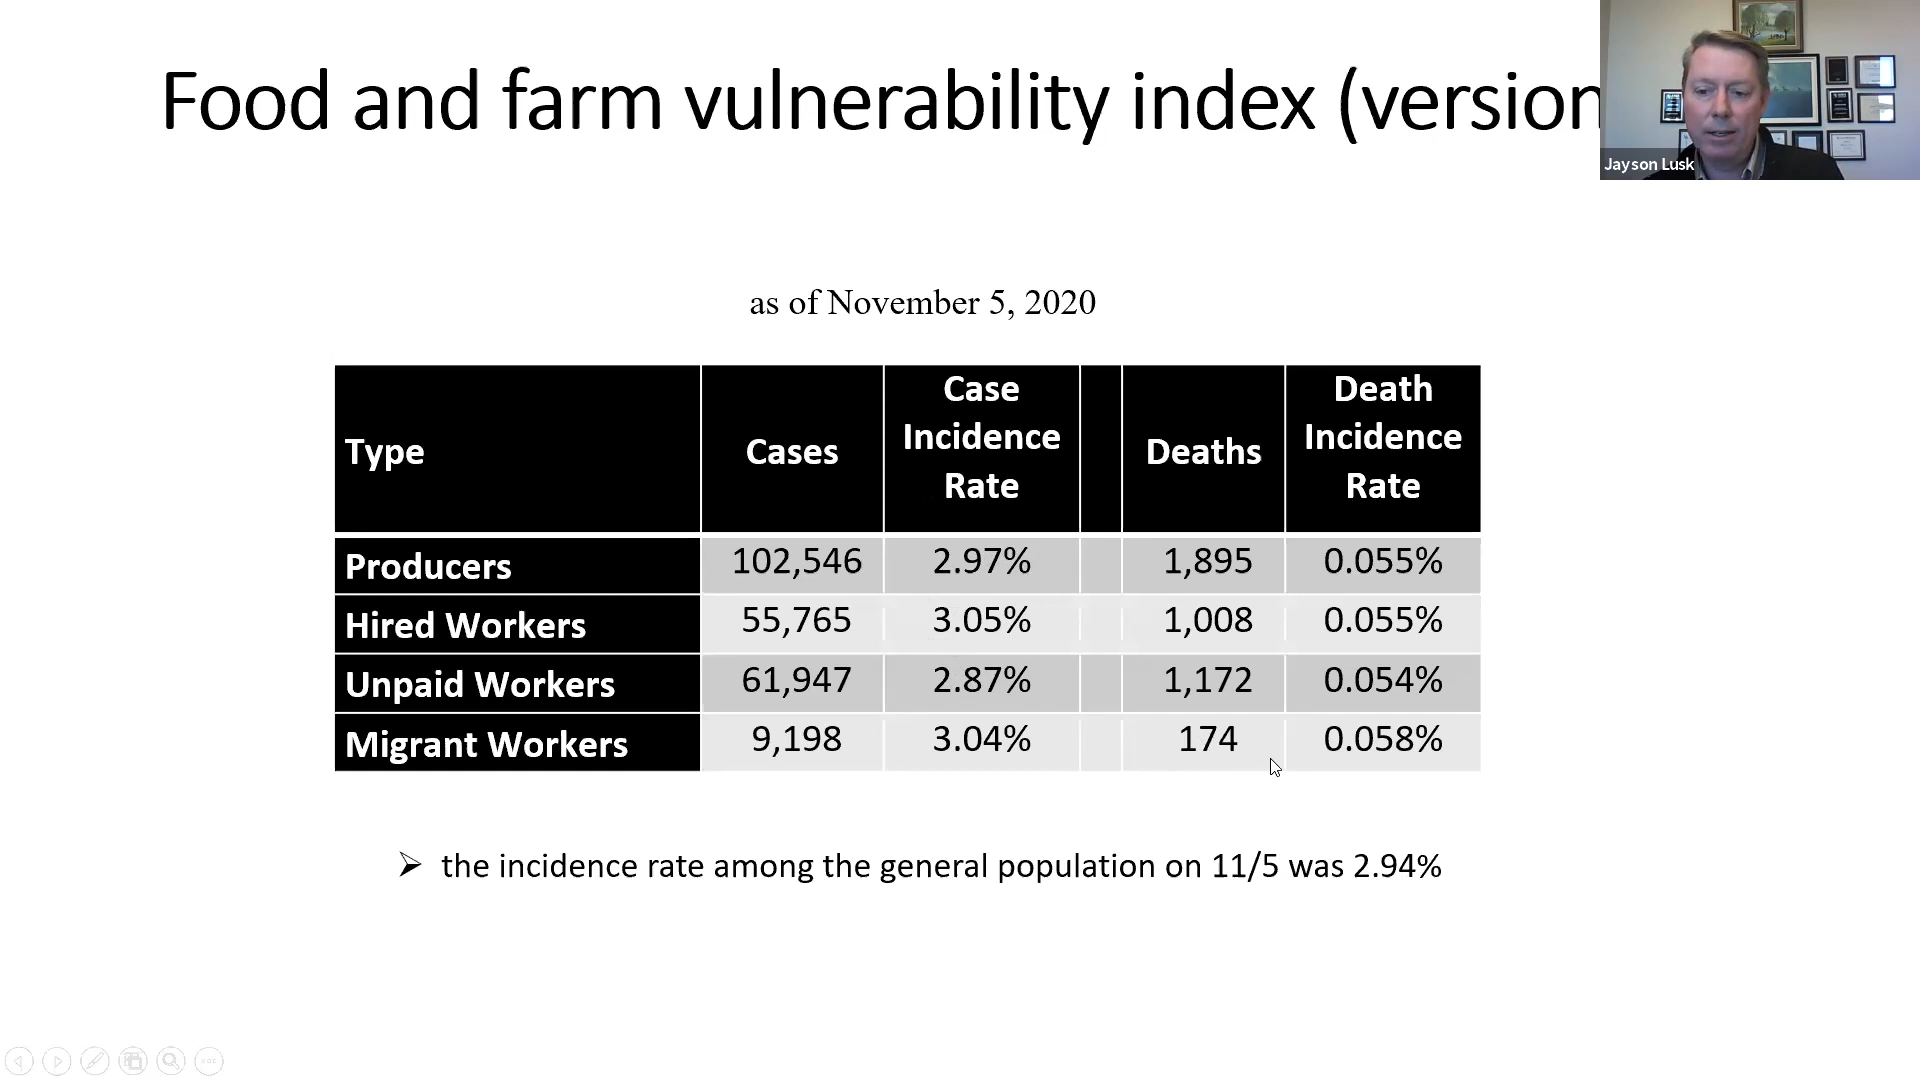 Food and farm vulnerability index (version
Jayson Lusk
as of November 5, 2020
Type Cases Case Incidence Rate Deaths Death Incidence Rate
Producers 102,546 2.97% 1,895 0.055%
Hired Workers 55,765 3.05% 1,008 0.055%
Unpaid Workers 61,947 2.87% 1,172 0.054%
Migrant Workers 9,198 3.04% 174 0.058%
the incidence rate among the general population on 11/5 was 2.94%